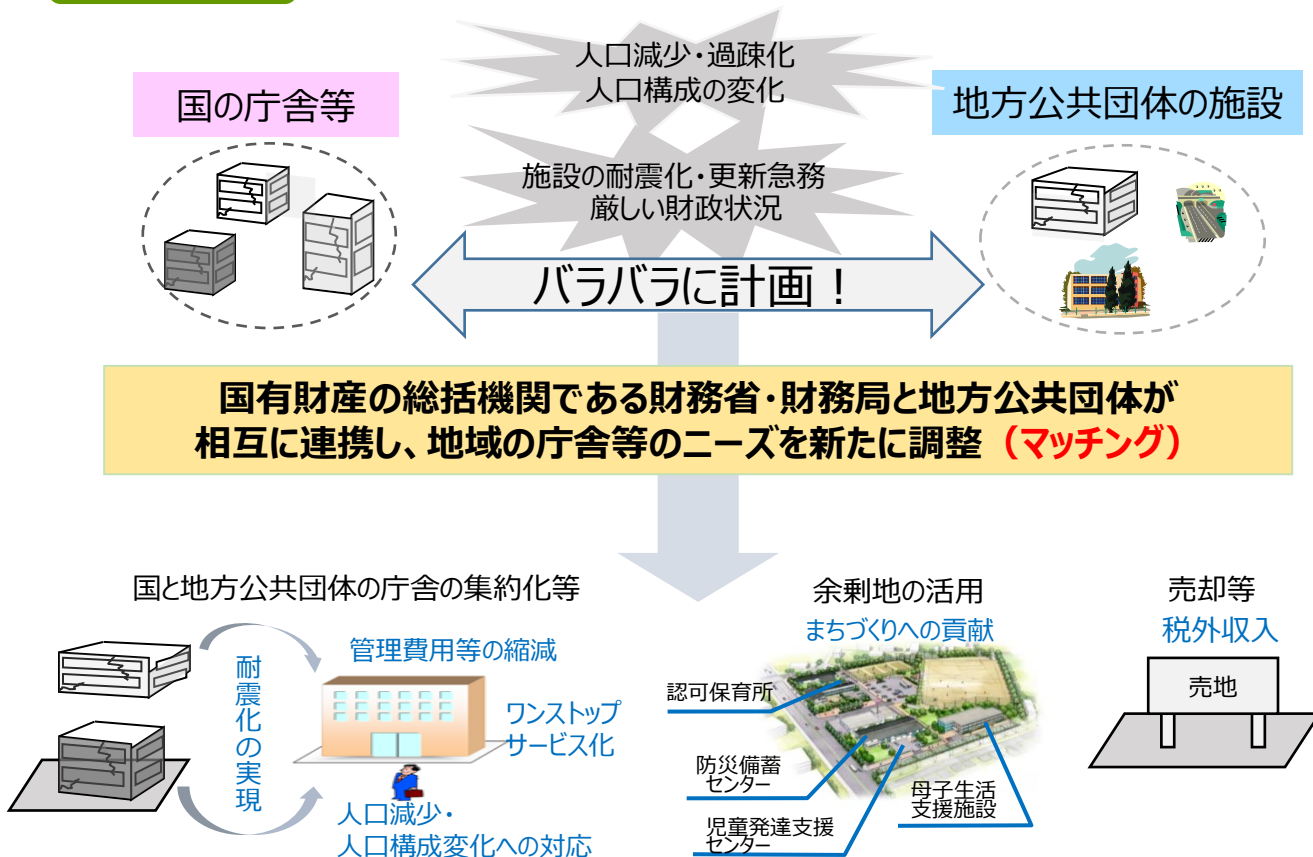 人口減少・過疎化
人口構成の変化
国の庁舎等
地方公共団体の施設
施設の耐震化・更新急務
厳しい財政状況
バラバラに計画！
国有財産の総括機関である財務省・財務局と地方公共団体が
相互に連携し、地域の庁舎等のニーズを新たに調整（マッチング）
国と地方公共団体の庁舎の集約化等
耐震化の実現
管理費用等の縮減
ワンストップ
サービス化
人口減少・
人口構成変化への対応
余剰地の活用
まちづくりへの貢献
認可保育所
防災備蓄
センター
児童発達支援
センター
母子生活
支援施設
売却等
税外収入
売地